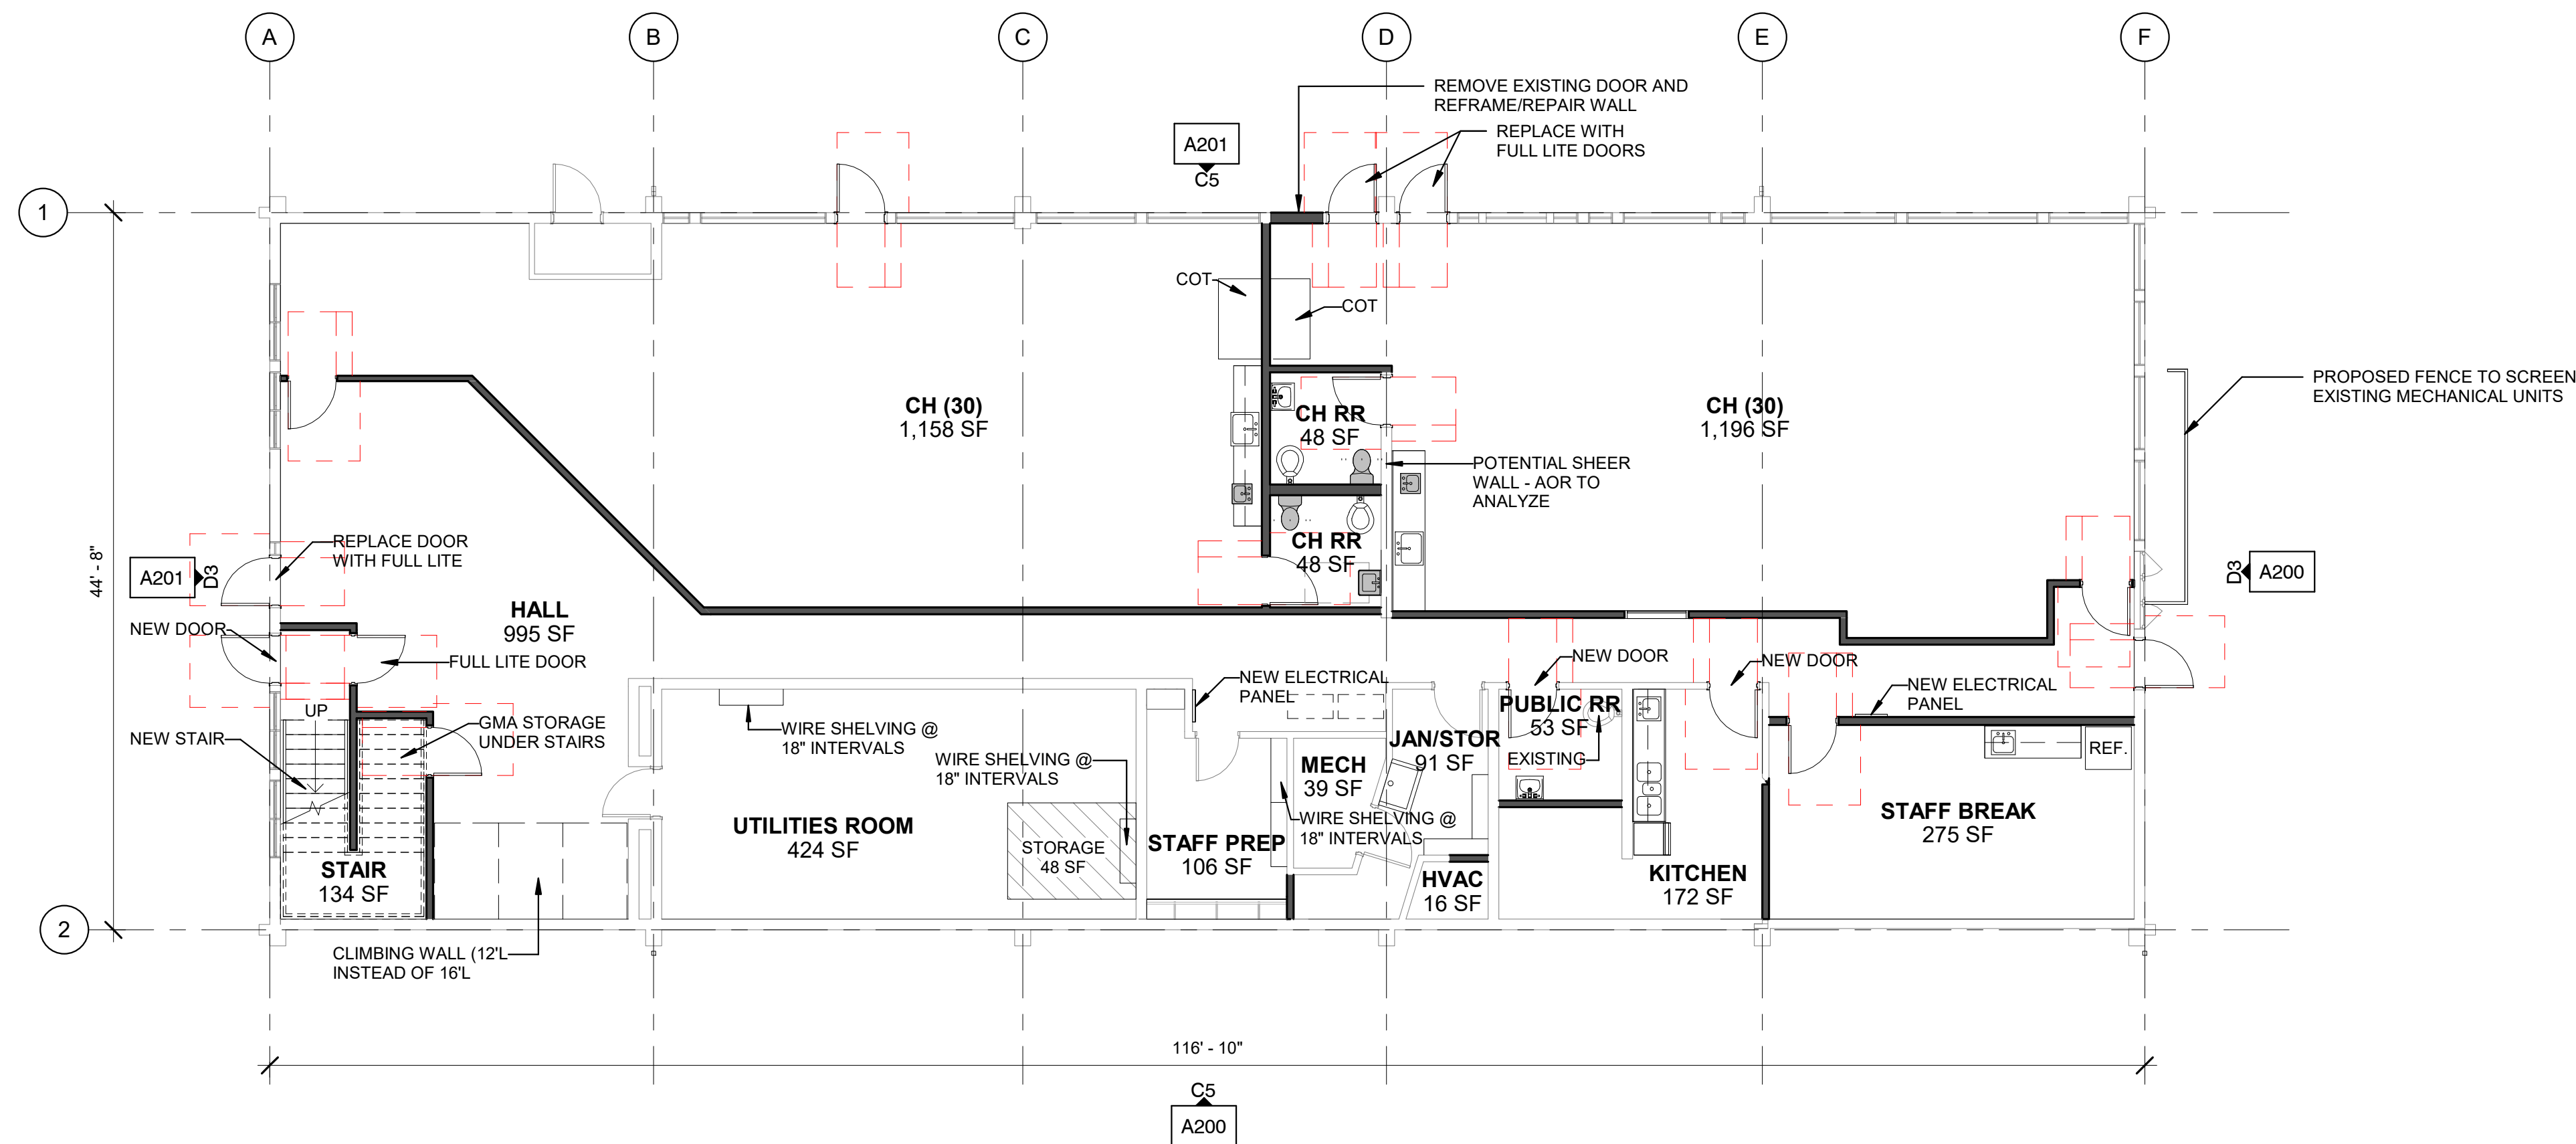 A
B
C
D
E
F
REMOVE EXISTING DOOR AND
REFRAME/REPAIR WALL
REPLACE WITH
FULL LITE DOORS
A201
C5
1
COT
COT
CH (30)
1,158 SF
CH RR
48 SF
CH (30)
1,196 SF
PROPOSED FENCE TO SCREEN
EXISTING MECHANICAL UNITS
POTENTIAL SHEER
WALL - AOR TO
ANALYZE
CH RR
48 SF
REPLACE DOOR
WITH FULL LITE
A201
D3
44' - 8"
D3
A200
HALL
995 SF
NEW DOOR
FULL LITE DOOR
NEW DOOR
NEW DOOR
NEW ELECTRICAL
PANEL
NEW ELECTRICAL
PANEL
UP
GMA STORAGE
UNDER STAIRS
NEW STAIR
WIRE SHELVING @
18" INTERVALS
WIRE SHELVING @
18" INTERVALS
PUBLIC RR
53 SF
EXISTING
JAN/STOR
91 SF
MECH
39 SF
WIRE SHELVING @
18" INTERVALS
REF.
STAFF BREAK
275 SF
UTILITIES ROOM
424 SF
STORAGE
48 SF
STAFF PREP
106 SF
STAIR
134 SF
HVAC
16 SF
KITCHEN
172 SF
2
CLIMBING WALL (12'L
INSTEAD OF 16'L
116' - 10"
C5
A200